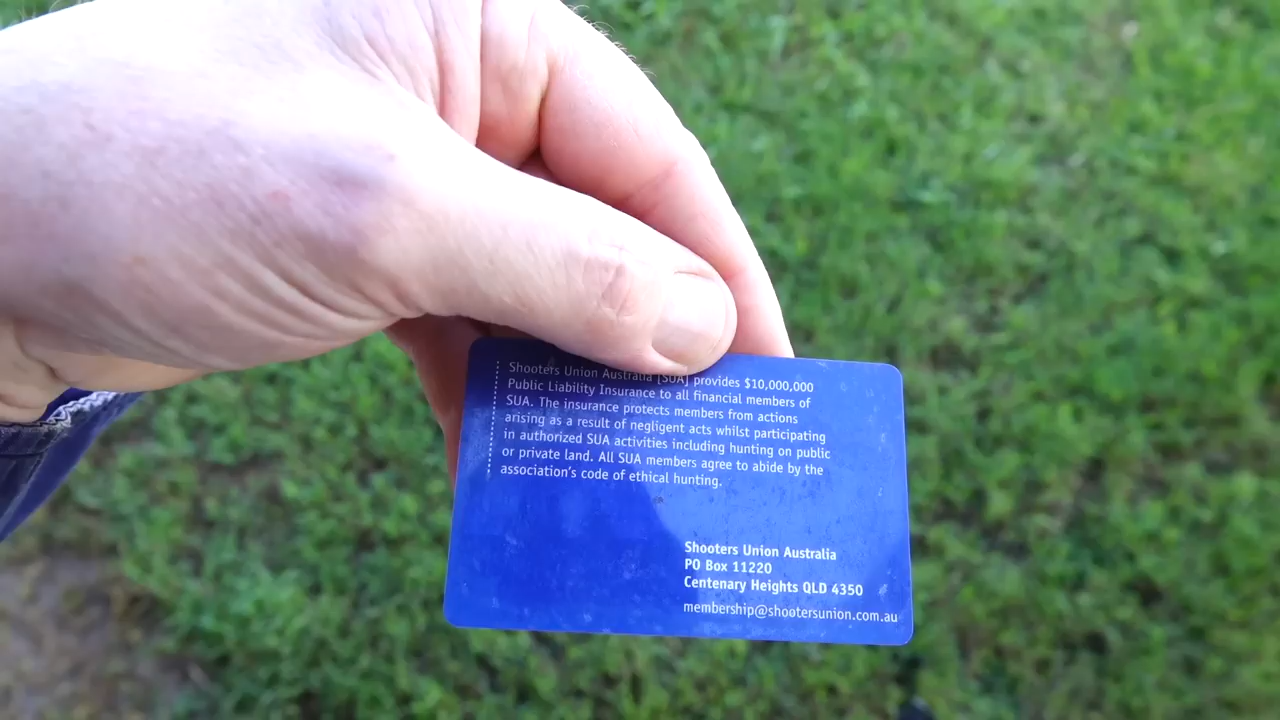 Shooters Union Australia [SUA] provides $10,000,000
Public Liability Insurance to all financial members of
SUA. The insurance protects members from actions
arising as a result of negligent acts whilst participating
in authorized SUA activities including hunting on public
or private land. All SUA members agree to abide by the
association's code of ethical hunting.
Shooters Union Australia
PO Box 11220
Centenary Heights QLD 4350
membership@shootersunion.com.au